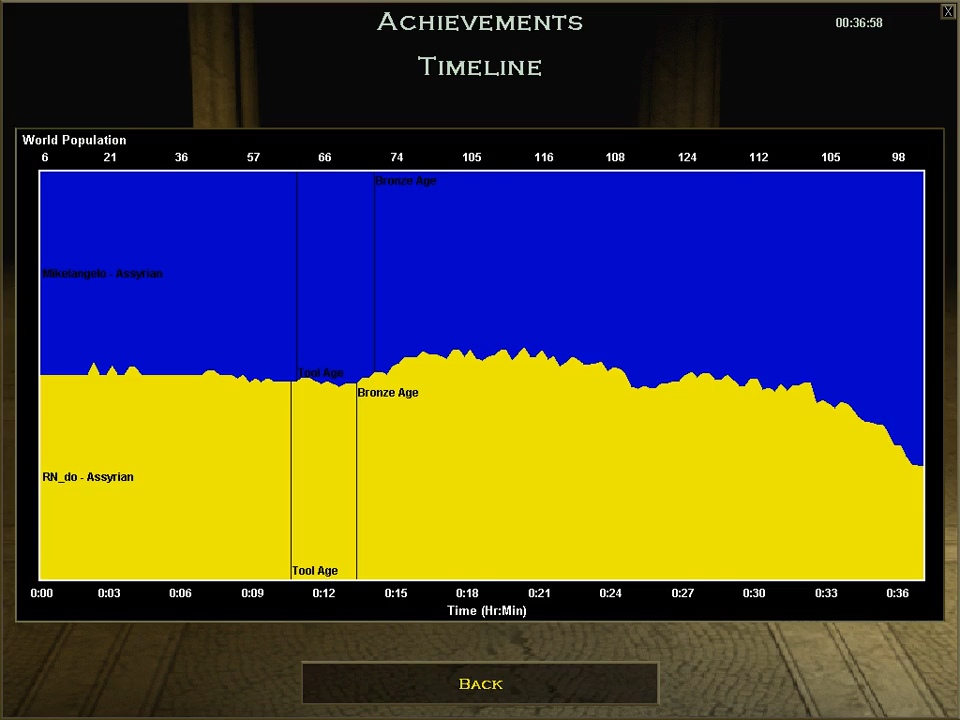 Achievements
00:36:58
X
Timeline
World Population
6 21 36 57 66 74 105 116 108 124 112 105 98
Bronze Age
Mikelangelo - Assyrian
Tool Age
Bronze Age
RN_do - Assyrian
Tool Age
0:00 0:03 0:06 0:09 0:12 0:15 0:18 0:21 0:24 0:27 0:30 0:33 0:36
Time (Hr:Min)
Back